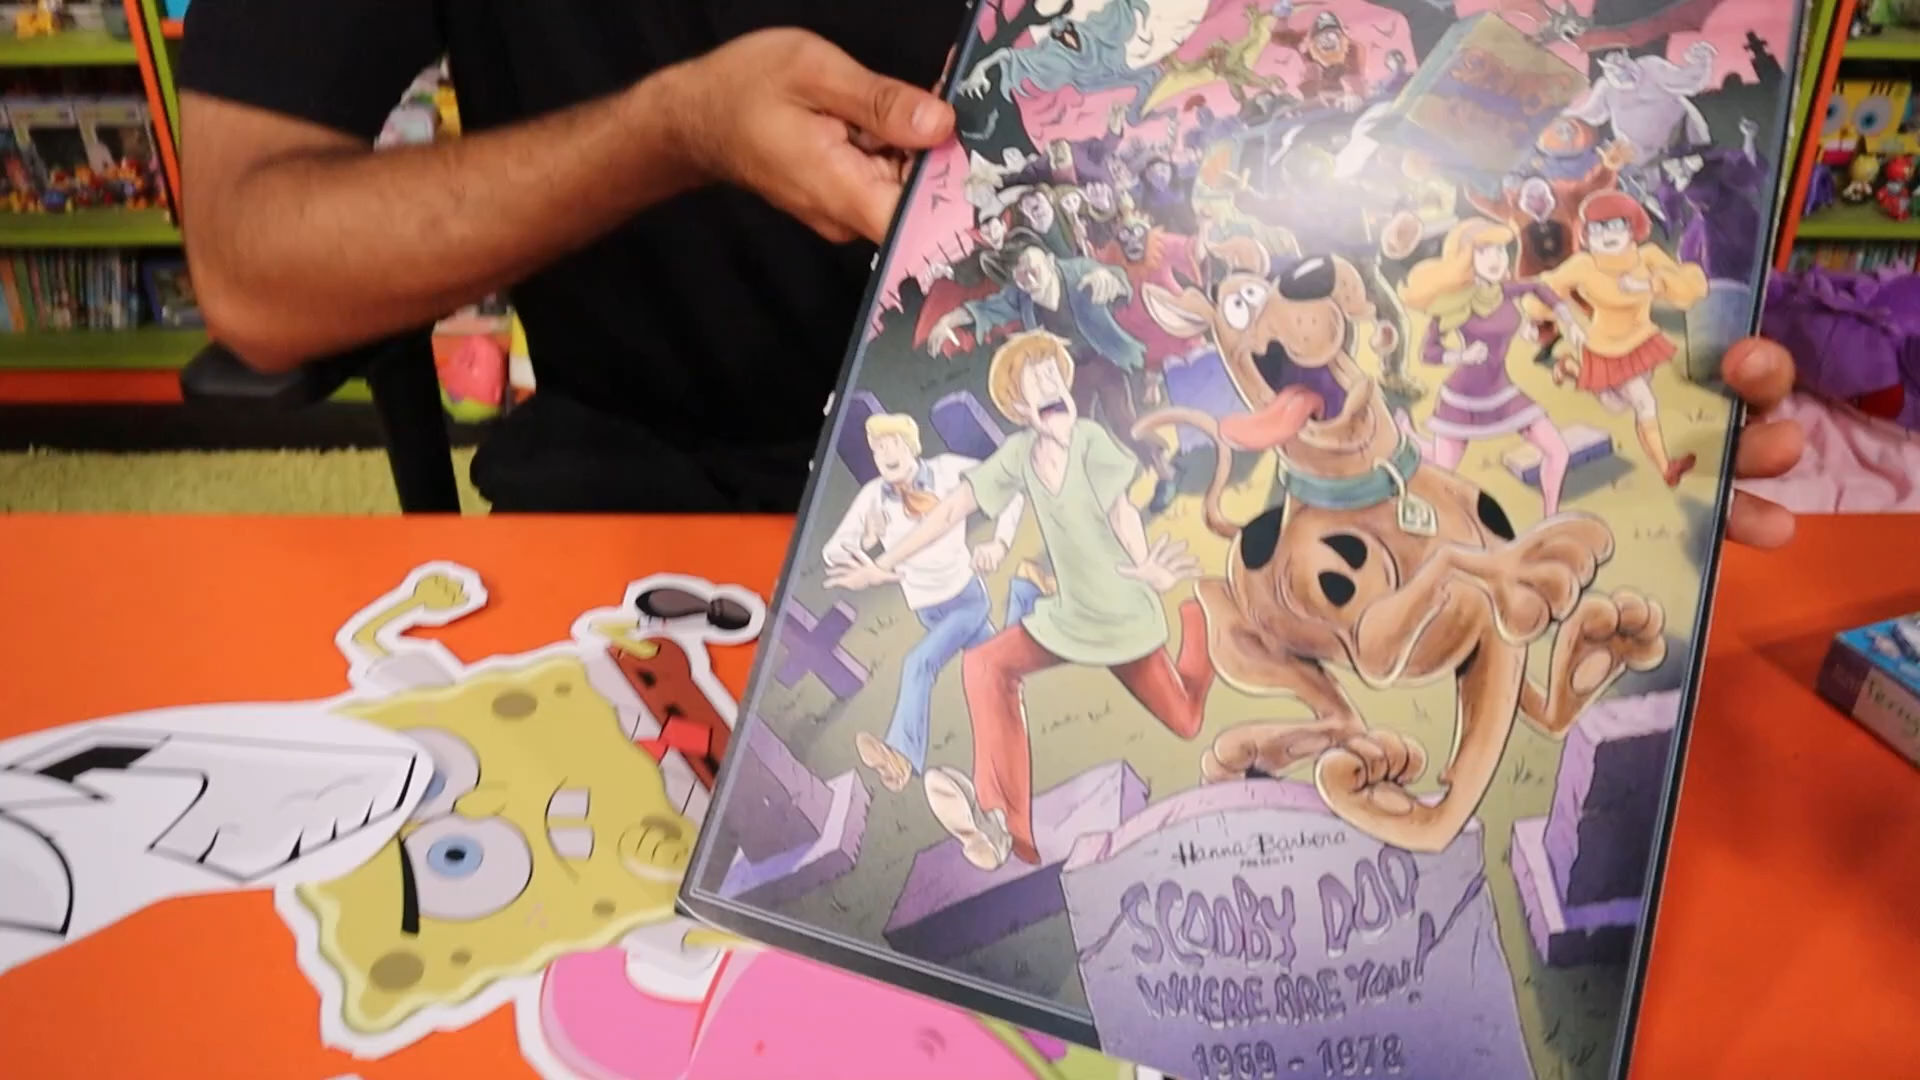 Hanna-Barbera
PRESENTS
SCOOBY DOO
WHERE ARE YOU!
1969 - 1978